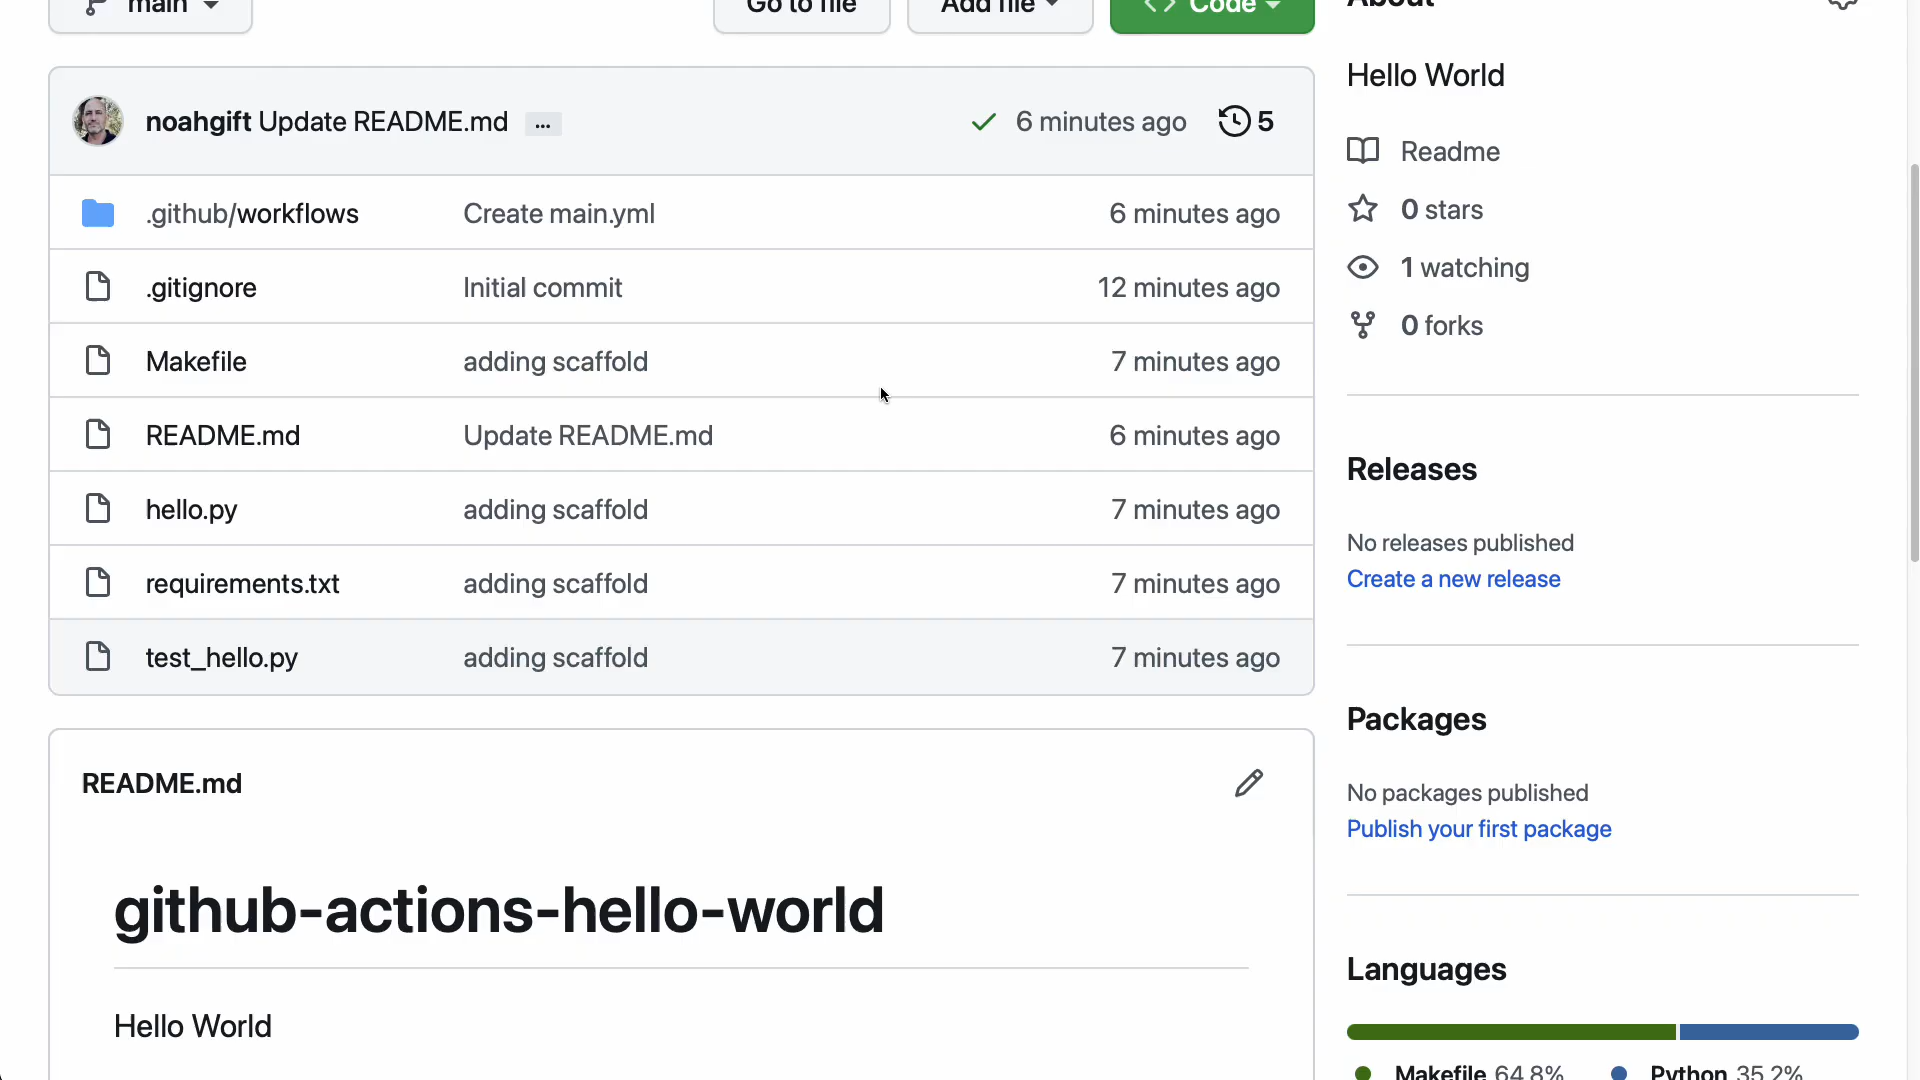 main
Go to file
Add file
Code
About
Hello World
noahgift Update README.md ...
6 minutes ago
5
Readme
.github/workflows Create main.yml 6 minutes ago
0 stars
.gitignore Initial commit 12 minutes ago
1 watching
0 forks
Makefile adding scaffold 7 minutes ago
README.md Update README.md 6 minutes ago
Releases
hello.py adding scaffold 7 minutes ago
No releases published
Create a new release
requirements.txt adding scaffold 7 minutes ago
test_hello.py adding scaffold 7 minutes ago
Packages
README.md
No packages published
Publish your first package
github-actions-hello-world
Languages
Hello World
Makefile 64.8% Python 35.2%